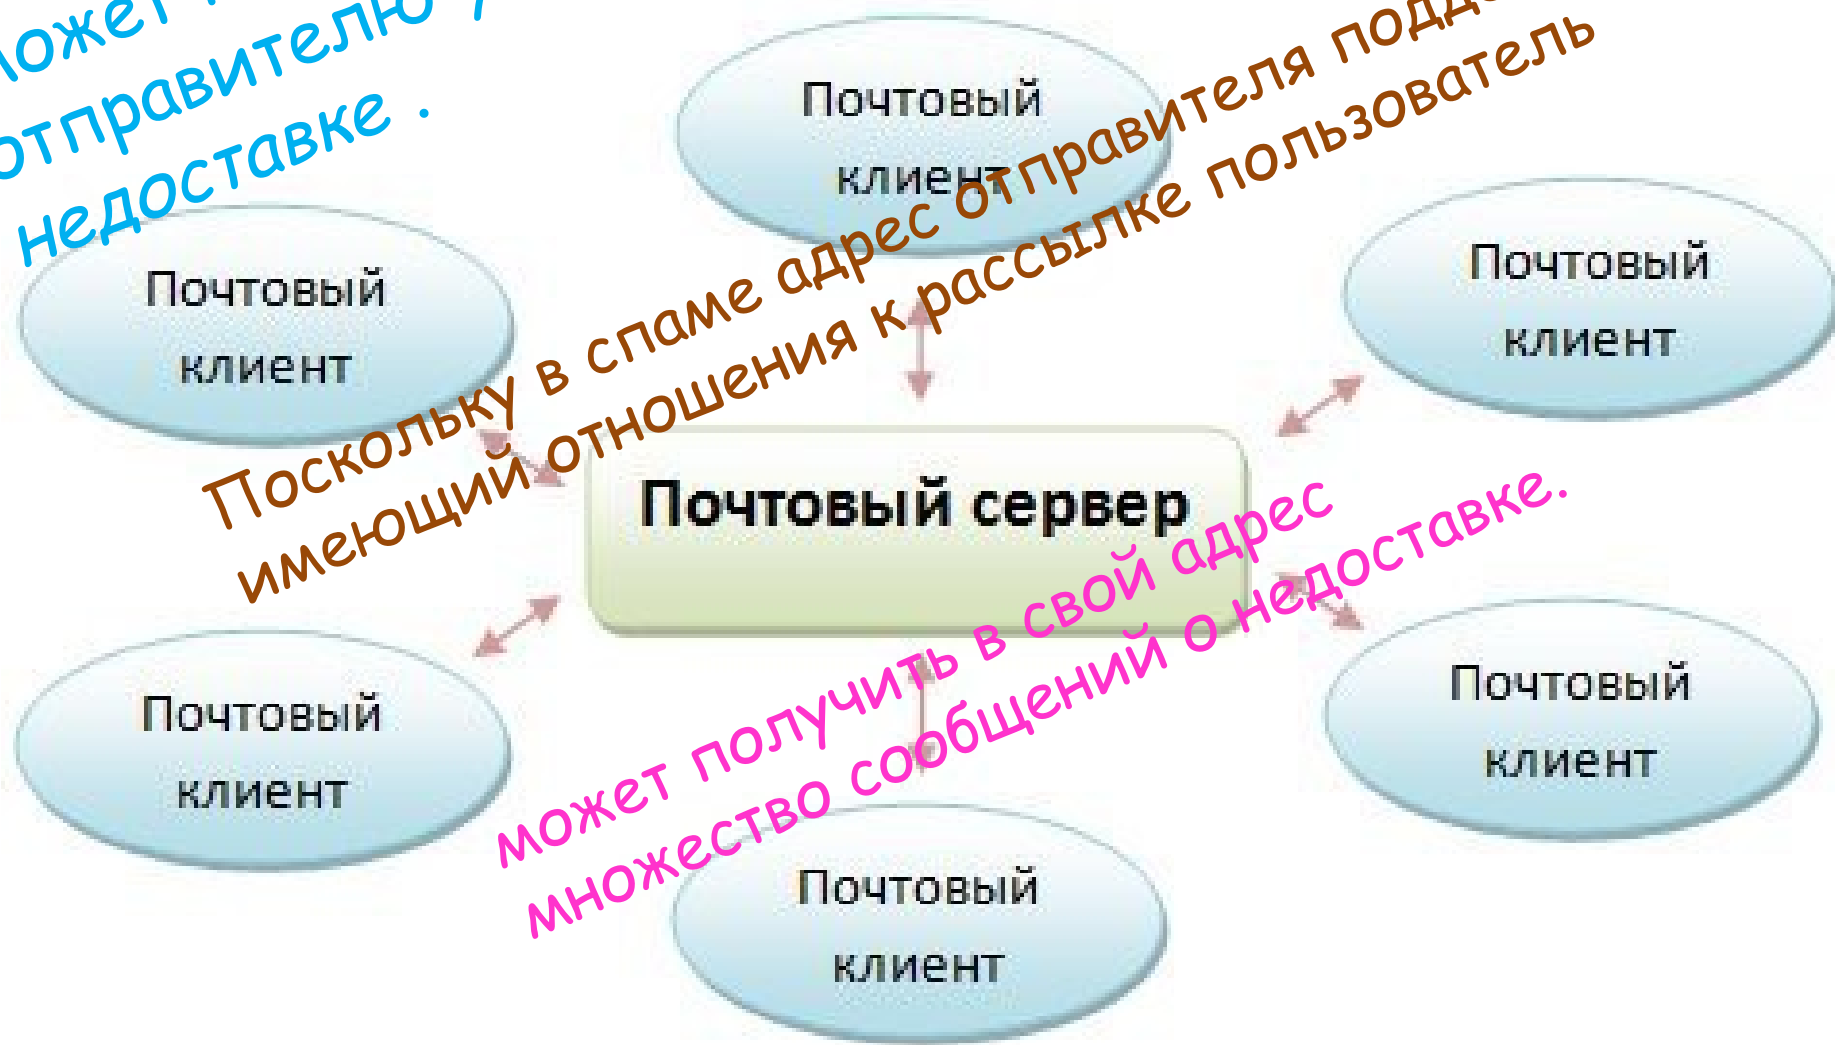 может
отправителю
недоставке .
Почтовый
клиент
Поскольку в спаме адрес отправителя
имеющий отношения к рассылке пользователь
Почтовый
клиент
Почтовый
клиент
Почтовый сервер
может получить в свой адрес
множество сообщений о недоставке.
Почтовый
клиент
Почтовый
клиент
Почтовый
клиент